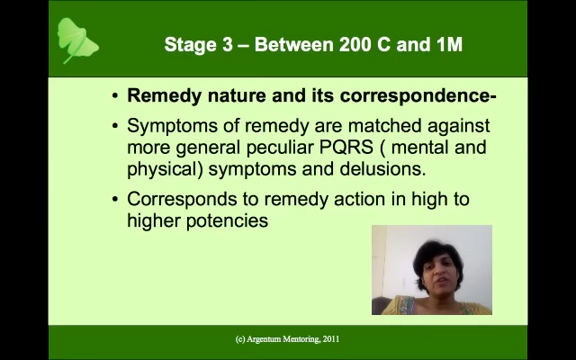 Stage 3 – Between 200 C and 1M
• Remedy nature and its correspondence-
• Symptoms of remedy are matched against
more general peculiar PQRS ( mental and
physical) symptoms and delusions.
• Corresponds to remedy action in high to
higher potencies
(c) Argentum Mentoring, 2011